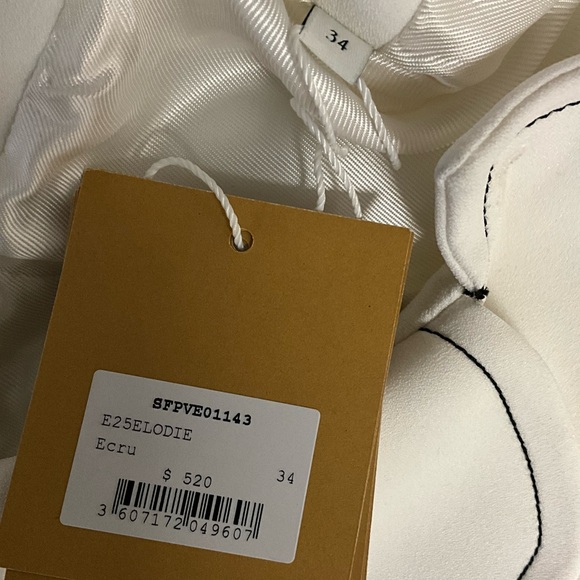 34
SFPVE01143
E25ELODIE
Ecru
$ 520 34
3 607172 049607